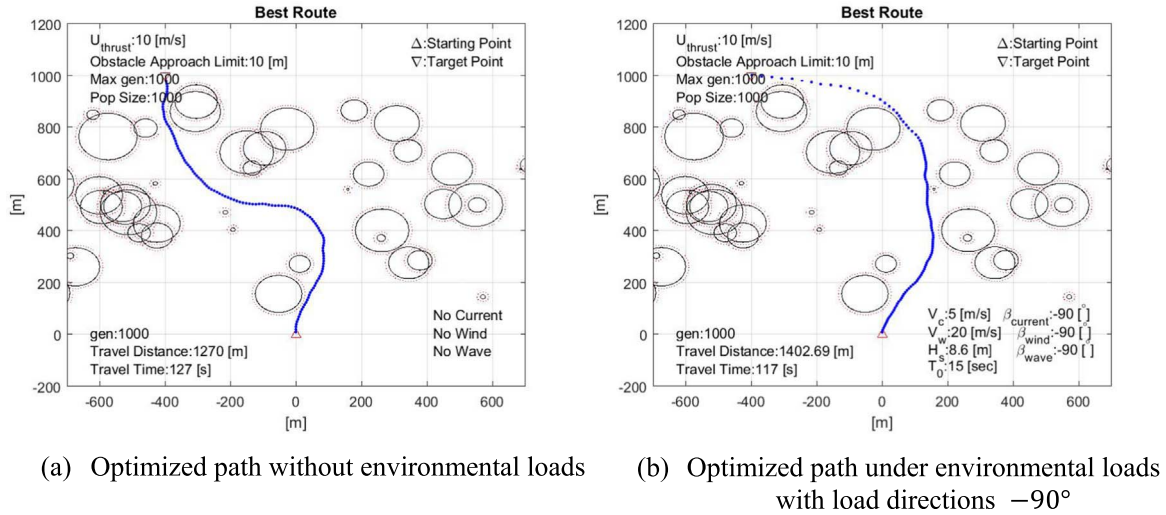 Best Route
1200
1000
800
600
400
200
0
-200
[m]
U_thrust:10 [m/s]
Obstacle Approach Limit:10 [m]
Max gen:1000
Pop Size:1000
△:Starting Point
▽:Target Point
gen:1000
Travel Distance:1270 [m]
Travel Time:127 [s]
No Current
No Wind
No Wave
-600 -400 -200 0 200 400 600
[m]
(a) Optimized path without environmental loads
Best Route
1200
1000
800
600
400
200
0
-200
[m]
U_thrust:10 [m/s]
Obstacle Approach Limit:10 [m]
Max gen:1000
Pop Size:1000
△:Starting Point
▽:Target Point
gen:1000
Travel Distance:1402.69 [m]
Travel Time:117 [s]
V_c:5 [m/s] β_current:-90 [°]
V_w:20 [m/s] β_wind:-90 [°]
H_s:8.6 [m] β_wave:-90 [°]
T_0:15 [sec]
-600 -400 -200 0 200 400 600
[m]
(b) Optimized path under environmental loads
with load directions −90°